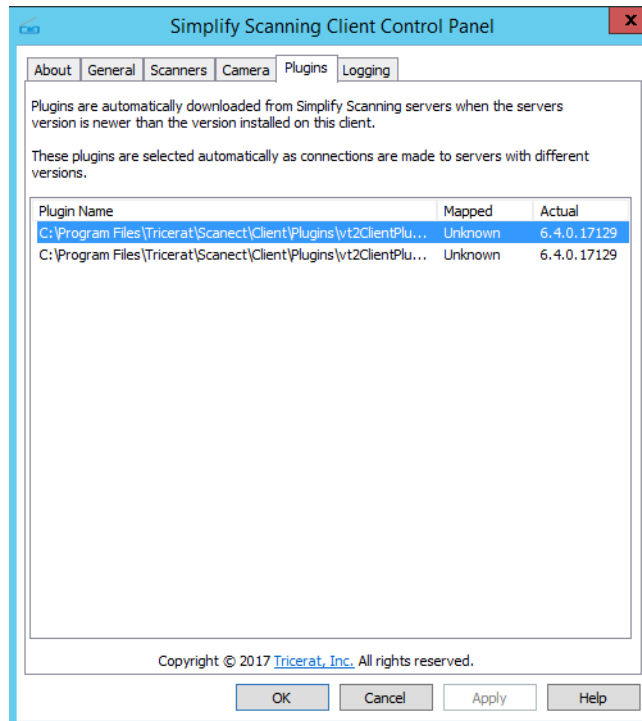 Simplify Scanning Client Control Panel
x
About General Scanners Camera Plugins Logging
Plugins are automatically downloaded from Simplify Scanning servers when the servers
version is newer than the version installed on this client.
These plugins are selected automatically as connections are made to servers with different
versions.
Plugin Name Mapped Actual
C:\Program Files\Tricerat\Scanect\Client\Plugins\vt2ClientPlu... Unknown 6.4.0.17129
C:\Program Files\Tricerat\Scanect\Client\Plugins\vt2ClientPlu... Unknown 6.4.0.17129
Copyright © 2017 Tricerat, Inc. All rights reserved.
OK Cancel Apply Help